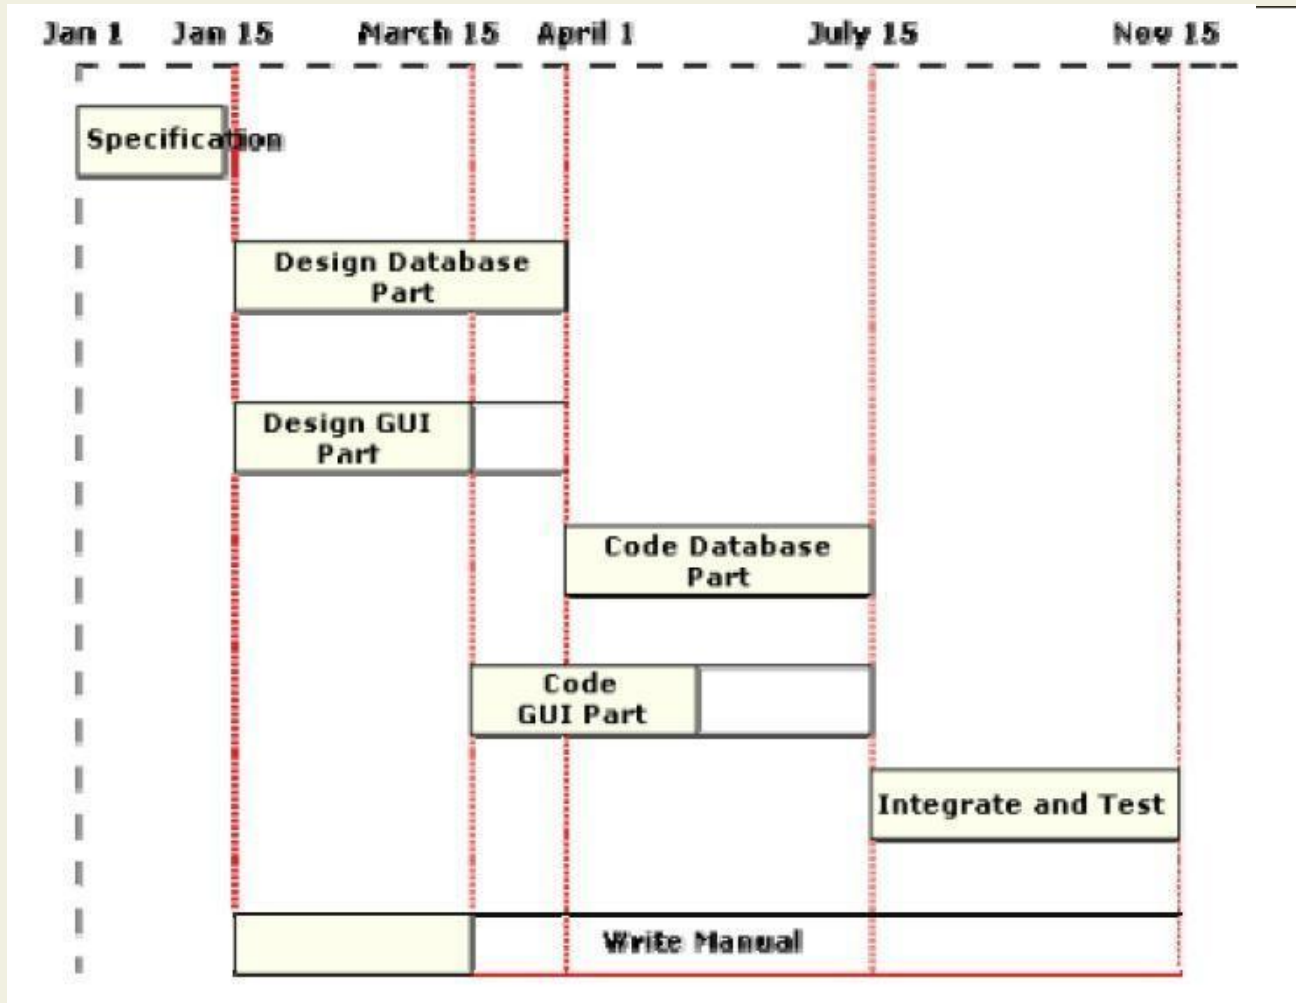 Jan 1 Jan 15 March 15 April 1 July 15 Nov 15
Specification
Design Database
Part
Design GUI
Part
Code Database
Part
Code
GUI Part
Integrate and Test
Write Manual